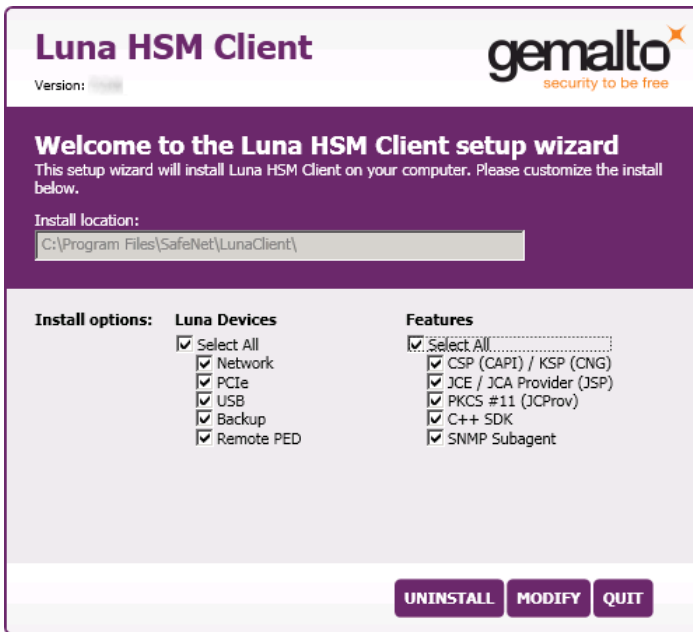 Luna HSM Client
gemalto
security to be free
Version:
Welcome to the Luna HSM Client setup wizard
This setup wizard will install Luna HSM Client on your computer. Please customize the install
below.
Install location:
C:\Program Files\SafeNet\LunaClient\
Install options:
Luna Devices
Select All
Network
PCIe
USB
Backup
Remote PED
Features
Select All
CSP (CAPI) / KSP (CNG)
JCE / JCA Provider (JSP)
PKCS #11 (JCProv)
C++ SDK
SNMP Subagent
UNINSTALL
MODIFY
QUIT